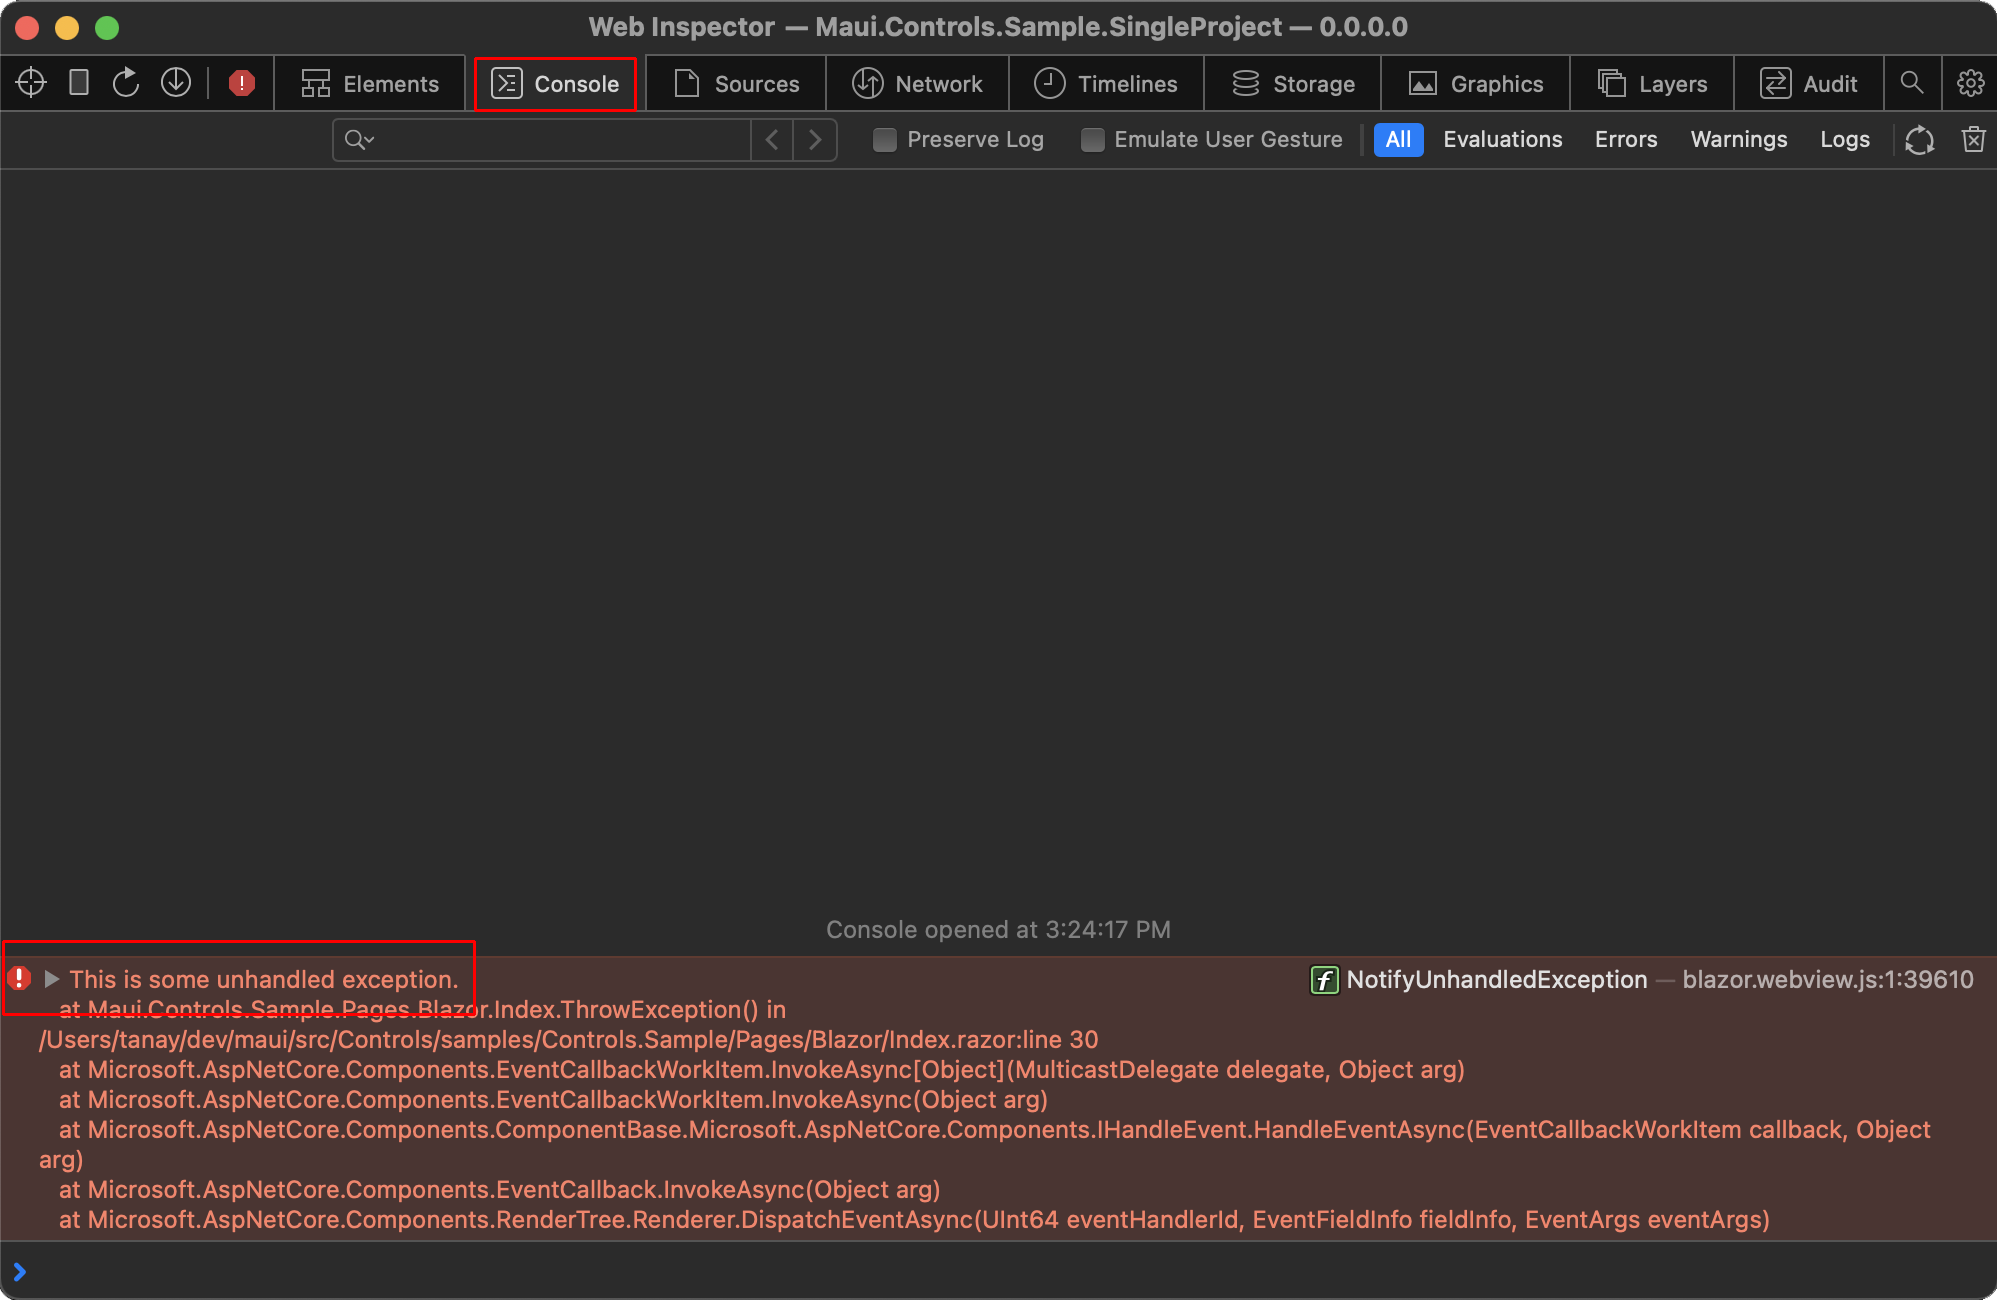 Web Inspector — Maui.Controls.Sample.SingleProject — 0.0.0.0
Elements
Console
Sources
Network
Timelines
Storage
Graphics
Layers
Audit
Preserve Log
Emulate User Gesture
All
Evaluations
Errors
Warnings
Logs
Console opened at 3:24:17 PM
This is some unhandled exception.
NotifyUnhandledException — blazor.webview.js:1:39610
at Maui.Controls.Sample.Pages.Blazor.Index.ThrowException() in
/Users/tanay/dev/maui/src/Controls/samples/Controls.Sample/Pages/Blazor/Index.razor:line 30
at Microsoft.AspNetCore.Components.EventCallbackWorkItem.InvokeAsync[Object](MulticastDelegate delegate, Object arg)
at Microsoft.AspNetCore.Components.EventCallbackWorkItem.InvokeAsync(Object arg)
at Microsoft.AspNetCore.Components.ComponentBase.Microsoft.AspNetCore.Components.IHandleEvent.HandleEventAsync(EventCallbackWorkItem callback, Object
arg)
at Microsoft.AspNetCore.Components.EventCallback.InvokeAsync(Object arg)
at Microsoft.AspNetCore.Components.RenderTree.Renderer.DispatchEventAsync(UInt64 eventHandlerId, EventFieldInfo fieldInfo, EventArgs eventArgs)